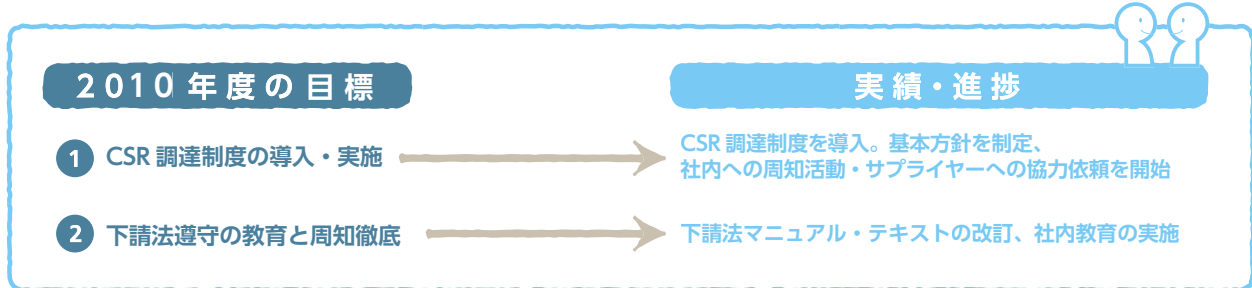 2010年度の目標
実績・進捗
1 CSR 調達制度の導入・実施
CSR 調達制度を導入。基本方針を制定、
社内への周知活動・サプライヤーへの協力依頼を開始
2 下請法遵守の教育と周知徹底
下請法マニュアル・テキストの改訂、社内教育の実施